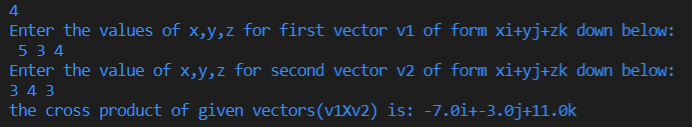 4
Enter the values of x,y,z for first vector v1 of form xi+yj+zk down below:
5 3 4
Enter the value of x,y,z for second vector v2 of form xi+yj+zk down below:
3 4 3
the cross product of given vectors(v1Xv2) is: -7.0i+-3.0j+11.0k